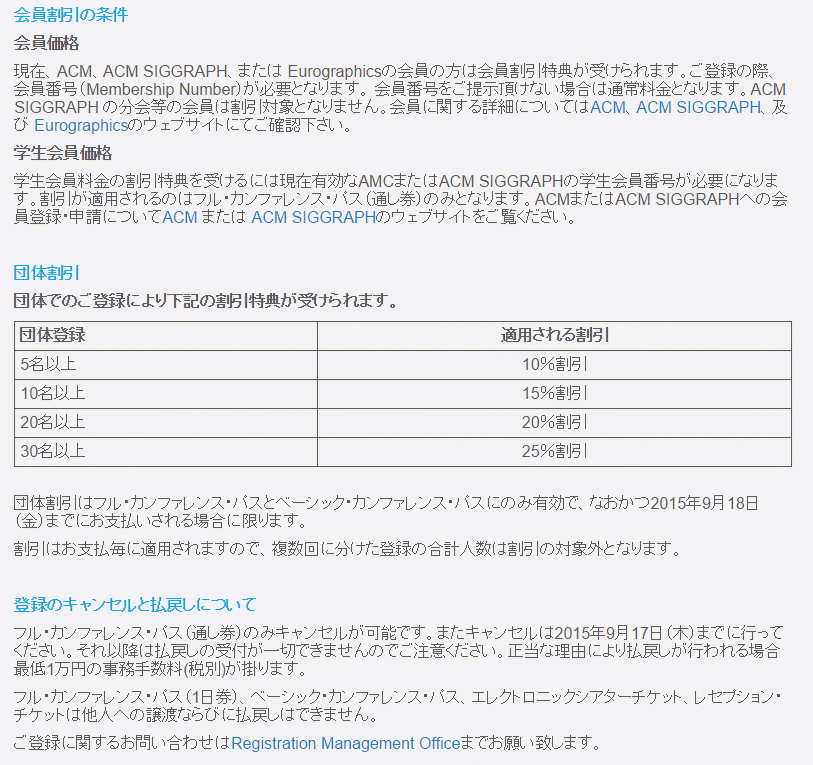 会員割引の条件
会員価格
現在、ACM、ACM SIGGRAPH、または Eurographicsの会員の方は会員割引特典が受けられます。ご登録の際、
会員番号（Membership Number）が必要となります。 会員番号をご提示頂けない場合は通常料金となります。ACM
SIGGRAPH の分会等の会員は割引対象となりません。会員に関する詳細についてはACM、ACM SIGGRAPH、及
び Eurographicsのウェブサイトにてご確認下さい。
学生会員価格
学生会員料金の割引特典を受けるには現在有効なAMCまたはACM SIGGRAPHの学生会員番号が必要になりま
す。割引が適用されるのはフル・カンファレンス・パス（通し券）のみとなります。ACMまたはACM SIGGRAPHへの会
員登録・申請についてACM または ACM SIGGRAPHのウェブサイトをご覧ください。
団体割引
団体でのご登録により下記の割引特典が受けられます。
団体登録 適用される割引
5名以上 10%割引
10名以上 15%割引
20名以上 20%割引
30名以上 25%割引
団体割引はフル・カンファレンス・パスとベーシック・カンファレンス・パスにのみ有効で、なおかつ2015年9月18日
（金）までにお支払いされる場合に限ります。
割引はお支払毎に適用されますので、複数回に分けた登録の合計人数は割引の対象外となります。
登録のキャンセルと払戻しについて
フル・カンファレンス・パス（通し券）のみキャンセルが可能です。またキャンセルは2015年9月17日（木）までに行って
ください。それ以降は払戻しの受付が一切できませんのでご注意ください。正当な理由により払戻しが行われる場合
最低1万円の事務手数料(税別)が掛ります。
フル・カンファレンス・パス（1日券）、ベーシック・カンファレンス・パス、エレクトロニックシアターチケット、レセプション・
チケットは他人への譲渡ならびに払戻しはできません。
ご登録に関するお問い合わせはRegistration Management Officeまでお願い致します。